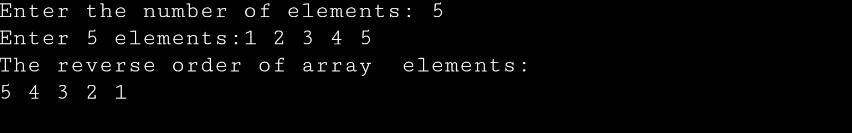 Enter the number of elements: 5
Enter 5 elements:1 2 3 4 5
The reverse order of array  elements:
5 4 3 2 1